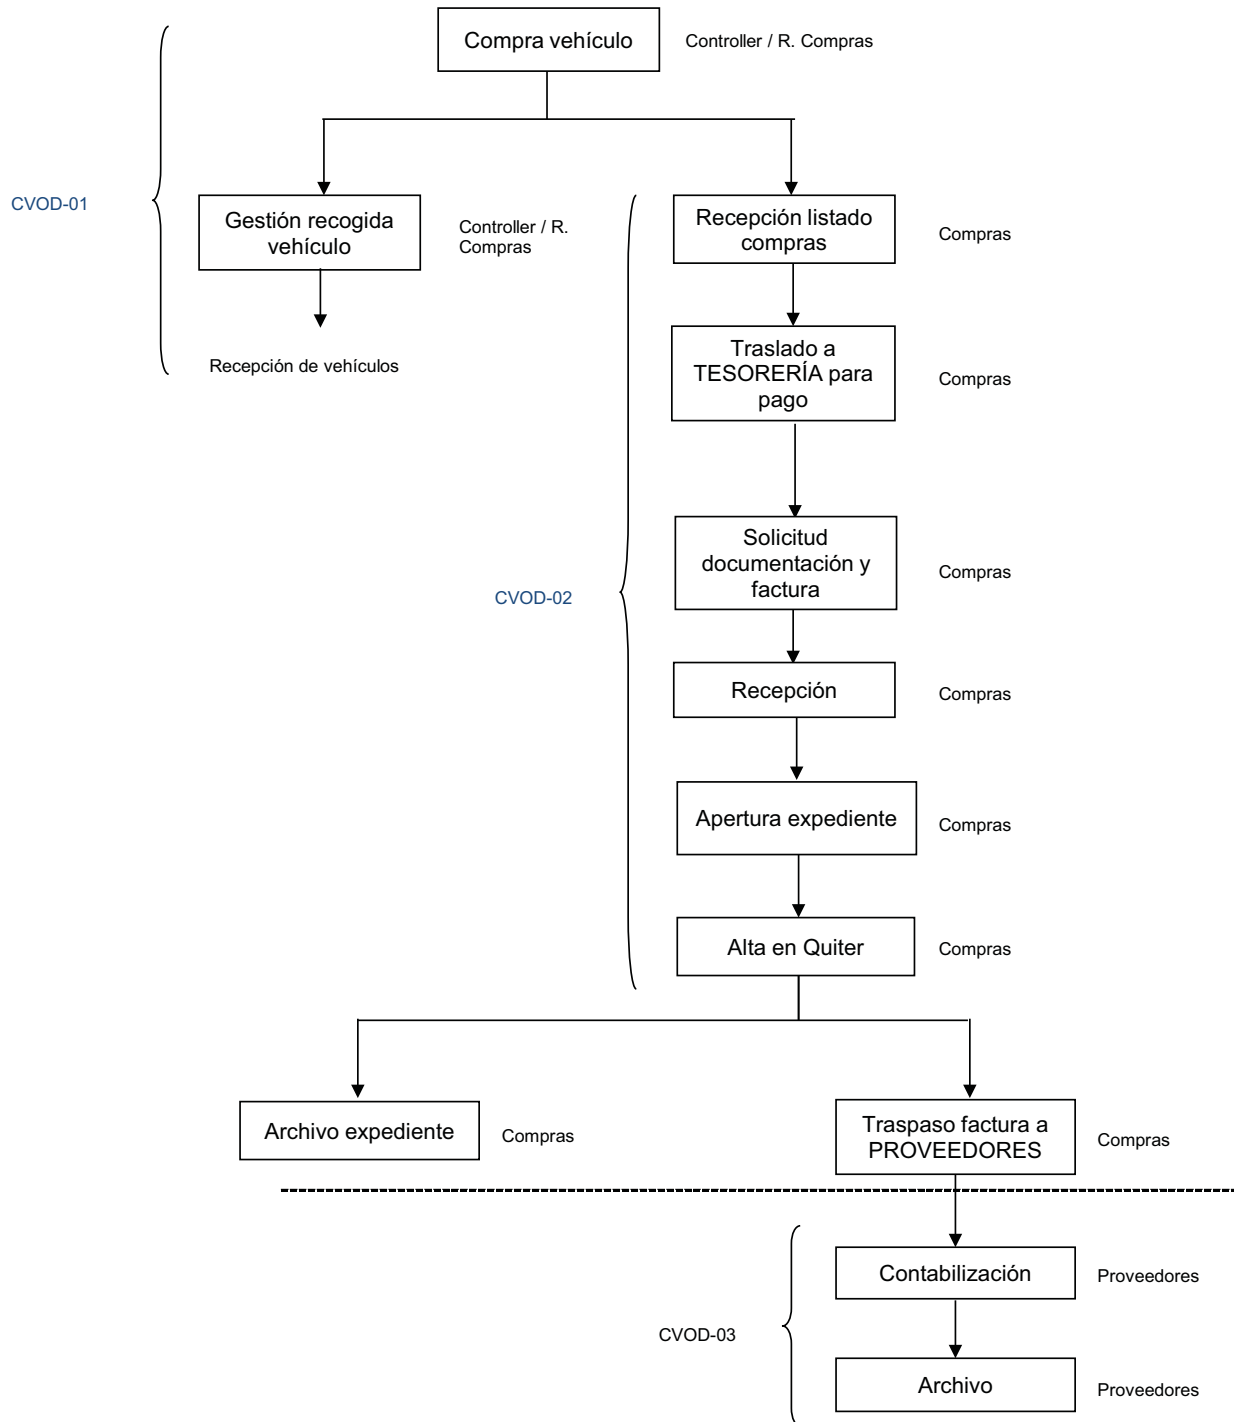 Compra vehículo
Controller / R. Compras
CVOD-01
Gestión recogida
vehículo
Controller / R.
Compras
Recepción listado
compras
Compras
Recepción de vehículos
Traslado a
TESORERÍA para
pago
Compras
Solicitud
documentación y
factura
Compras
CVOD-02
Recepción
Compras
Apertura expediente
Compras
Alta en Quiter
Compras
Archivo expediente
Compras
Traspaso factura a
PROVEEDORES
Compras
Contabilización
Proveedores
CVOD-03
Archivo
Proveedores